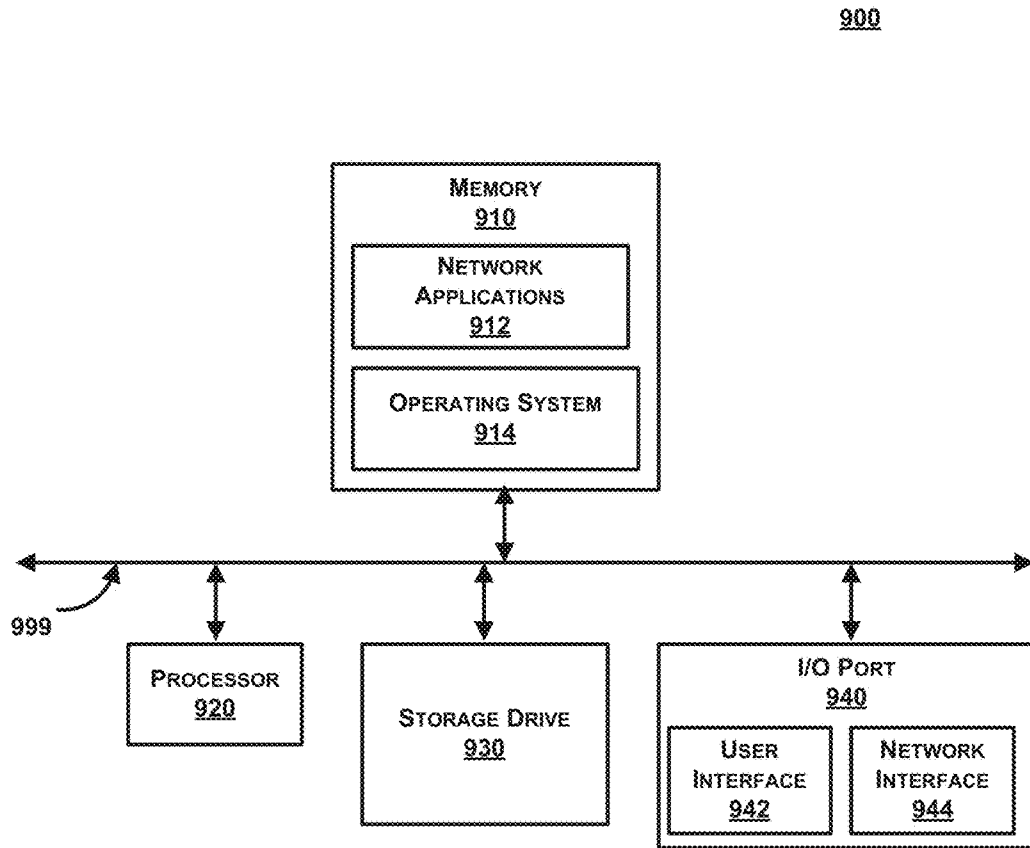 900
MEMORY
910
NETWORK
APPLICATIONS
912
OPERATING SYSTEM
914
999
PROCESSOR
920
STORAGE DRIVE
930
I/O PORT
940
USER
INTERFACE
942
NETWORK
INTERFACE
944